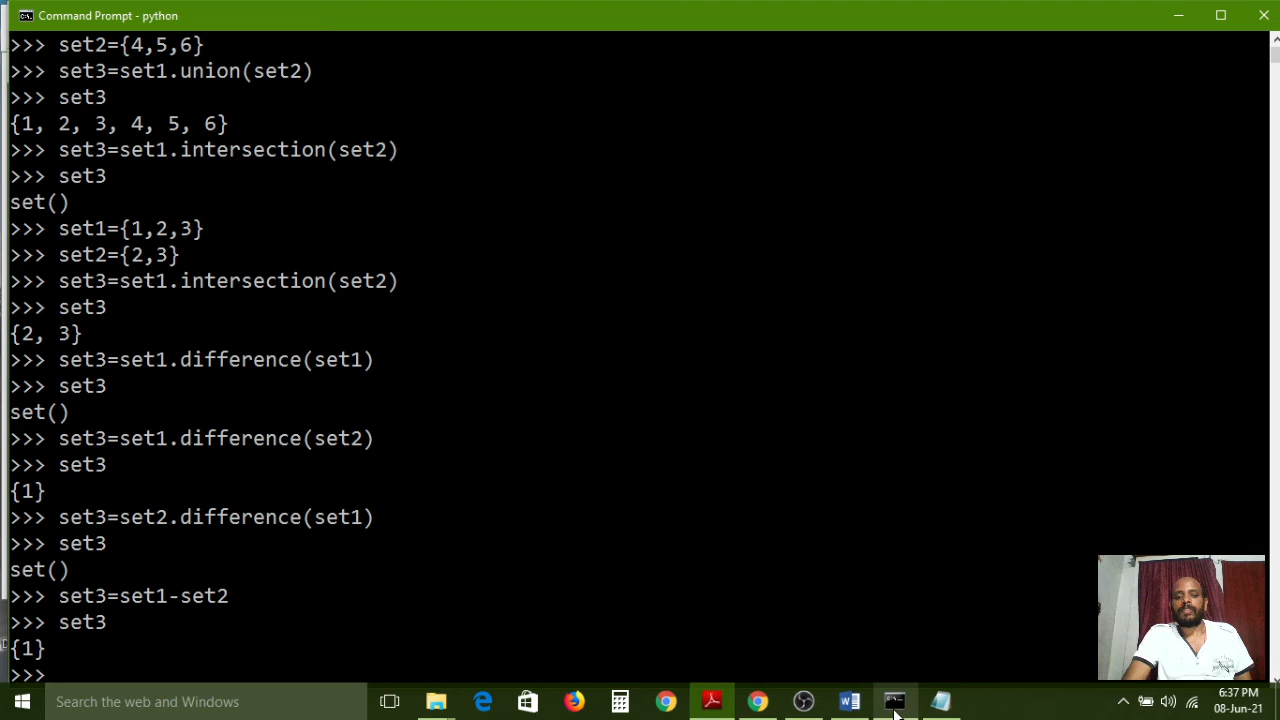 Command Prompt - python
>>> set2={4,5,6}
>>> set3=set1.union(set2)
>>> set3
{1, 2, 3, 4, 5, 6}
>>> set3=set1.intersection(set2)
>>> set3
set()
>>> set1={1,2,3}
>>> set2={2,3}
>>> set3=set1.intersection(set2)
>>> set3
{2, 3}
>>> set3=set1.difference(set1)
>>> set3
set()
>>> set3=set1.difference(set2)
>>> set3
{1}
>>> set3=set2.difference(set1)
>>> set3
set()
>>> set3=set1-set2
>>> set3
{1}
>>>
Search the web and Windows
6:37 PM
08-Jun-21